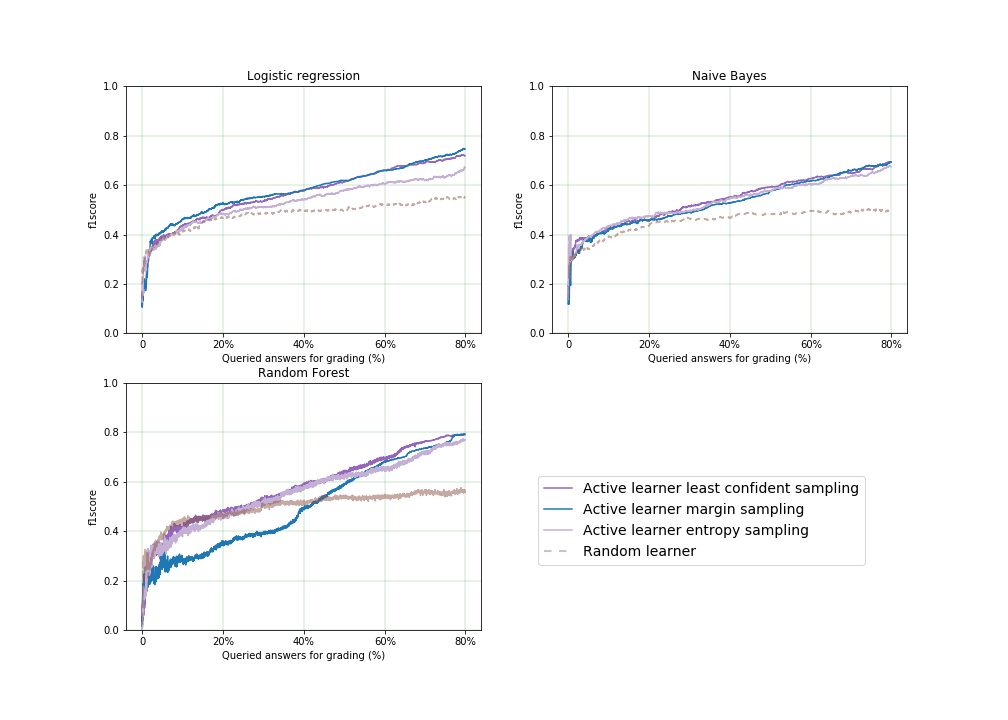 Logistic regression
1.0
0.8
0.6
0.4
0.2
0.0
f1score
0 20% 40% 60% 80%
Queried answers for grading (%)
Naive Bayes
1.0
0.8
0.6
0.4
0.2
0.0
f1score
0 20% 40% 60% 80%
Queried answers for grading (%)
Random Forest
1.0
0.8
0.6
0.4
0.2
0.0
f1score
0 20% 40% 60% 80%
Queried answers for grading (%)
Active learner least confident sampling
Active learner margin sampling
Active learner entropy sampling
Random learner